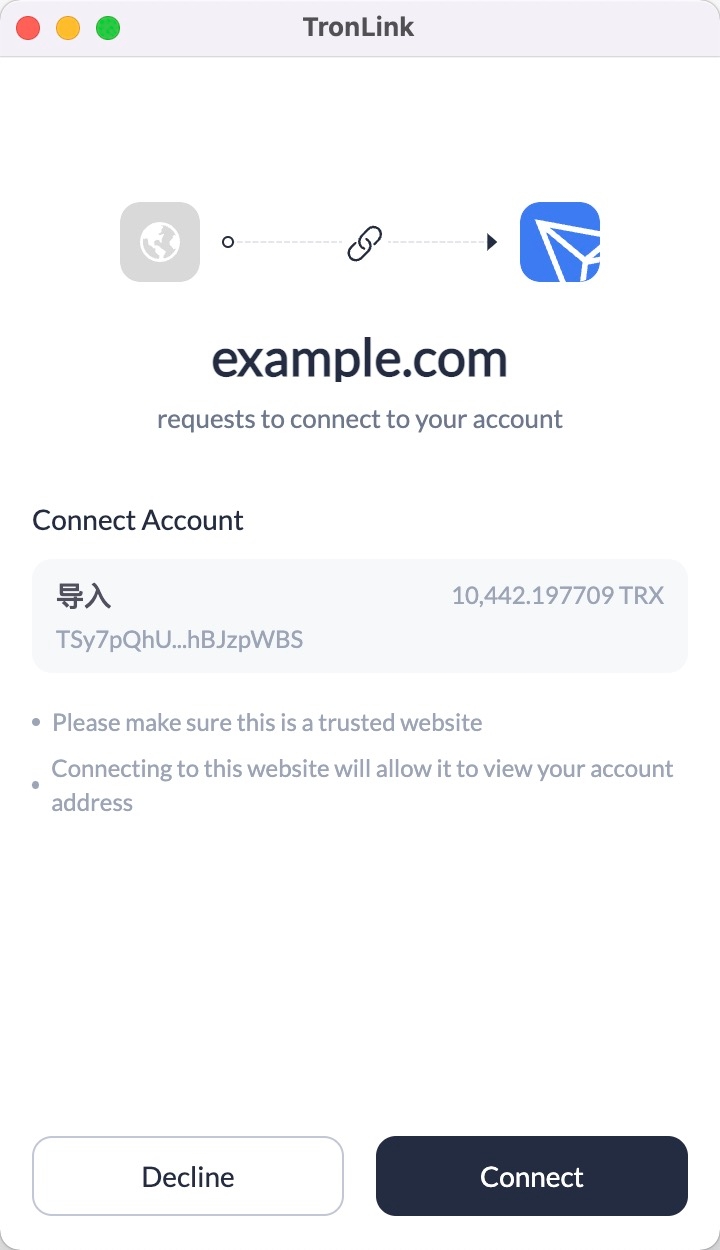 TronLink
example.com
requests to connect to your account
Connect Account
导入
10,442.197709 TRX
TSy7pQhU...hBJzpWBS
• Please make sure this is a trusted website
• Connecting to this website will allow it to view your account
address
Decline
Connect